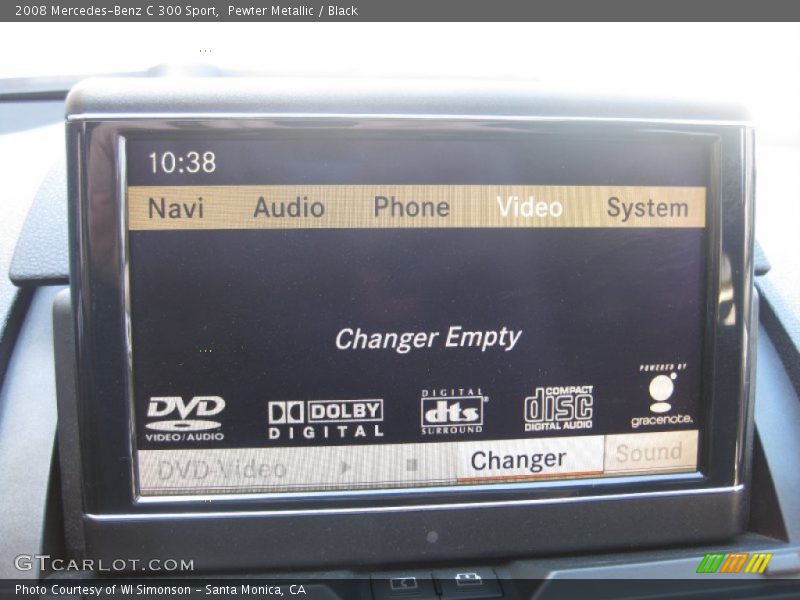 2008 Mercedes-Benz C 300 Sport,  Pewter Metallic / Black
10:38
Navi Audio Phone Video System
Changer Empty
DVD VIDEO/AUDIO
DOLBY DIGITAL
DIGITAL dts SURROUND
COMPACT disc DIGITAL AUDIO
POWERED BY gracenote.
DVD-Video Changer Sound
GTCARLOT.COM
Photo Courtesy of WI Simonson - Santa Monica, CA